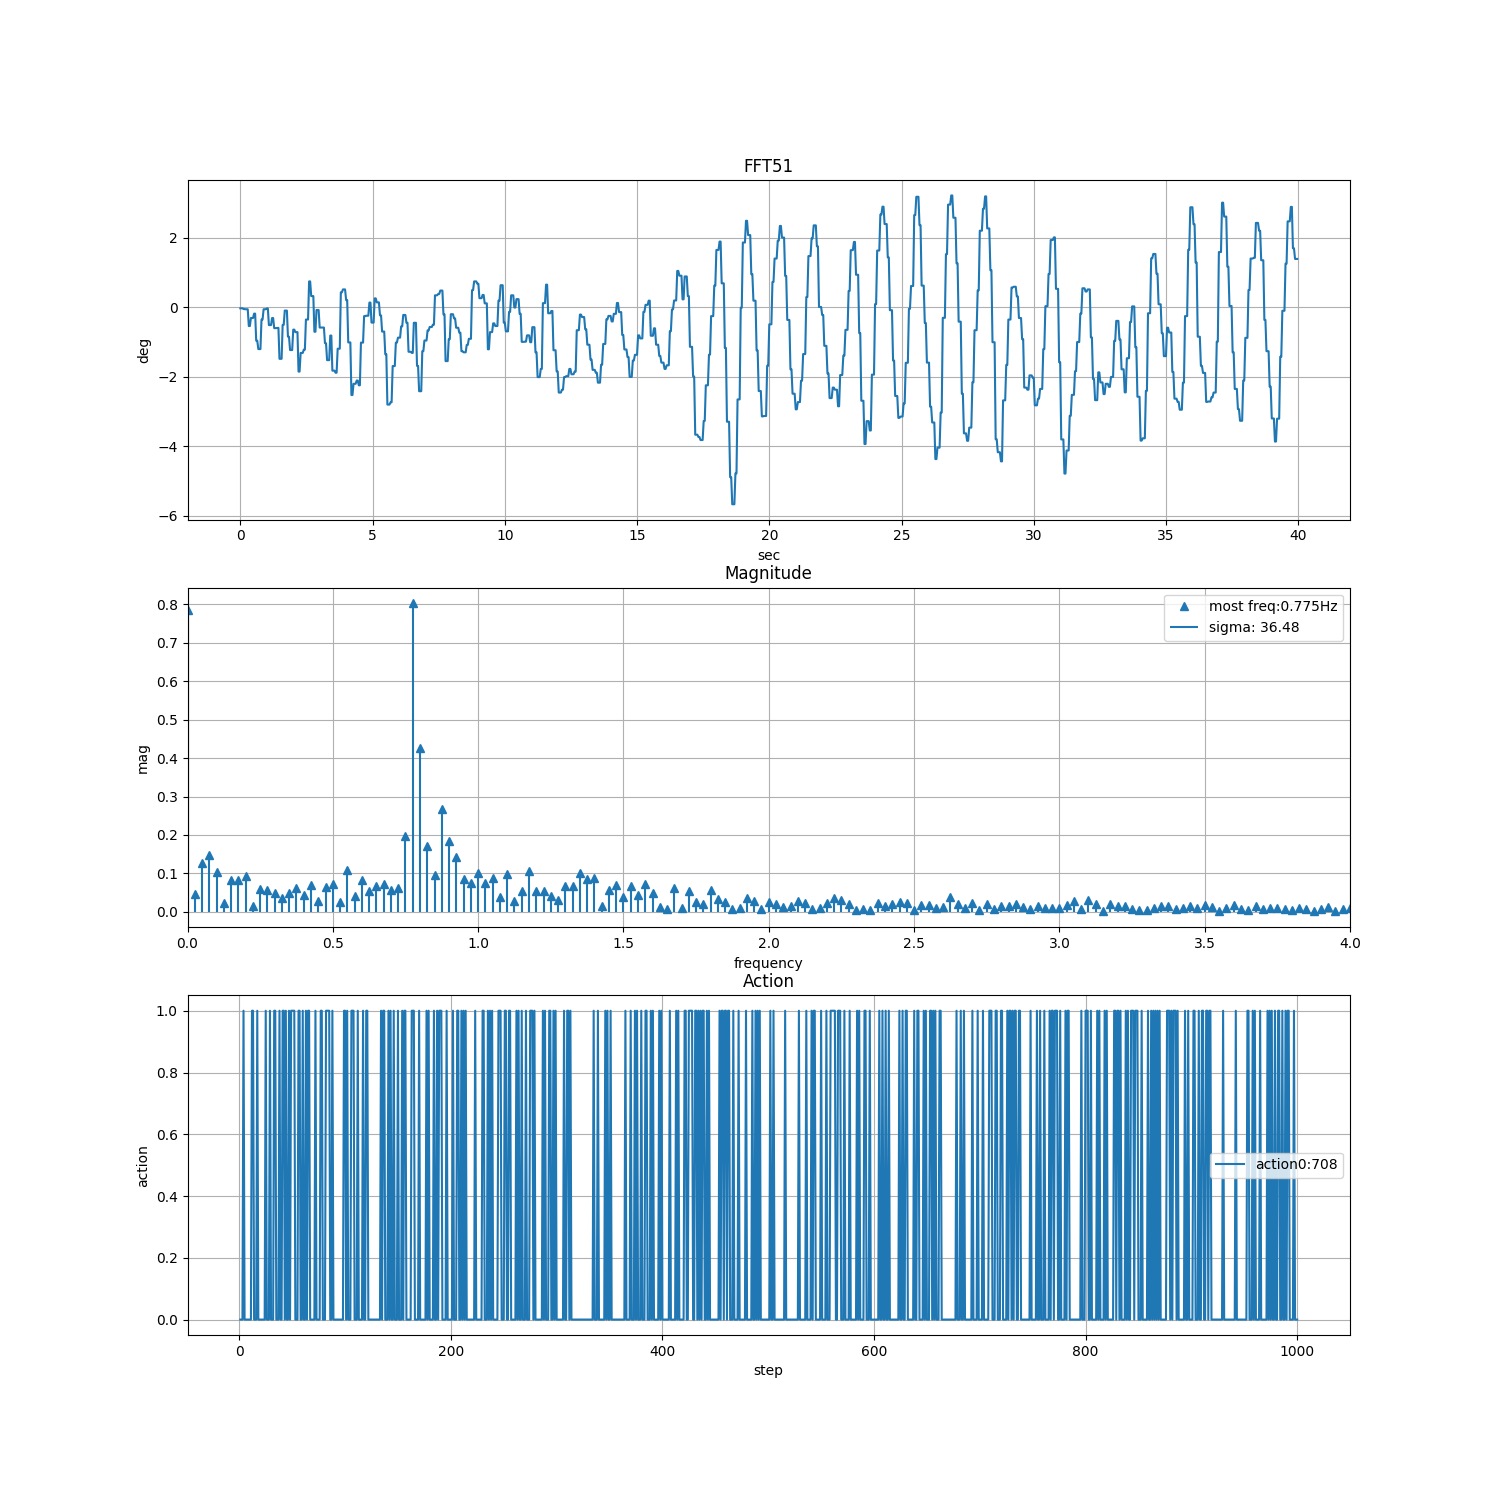 FFT51
2
0
−2
−4
−6
deg
0 5 10 15 20 25 30 35 40
sec
Magnitude
0.8
0.7
0.6
0.5
0.4
0.3
0.2
0.1
0.0
mag
most freq:0.775Hz
sigma: 36.48
0.0 0.5 1.0 1.5 2.0 2.5 3.0 3.5 4.0
frequency
Action
1.0
0.8
0.6
0.4
0.2
0.0
action
action0:708
0 200 400 600 800 1000
step